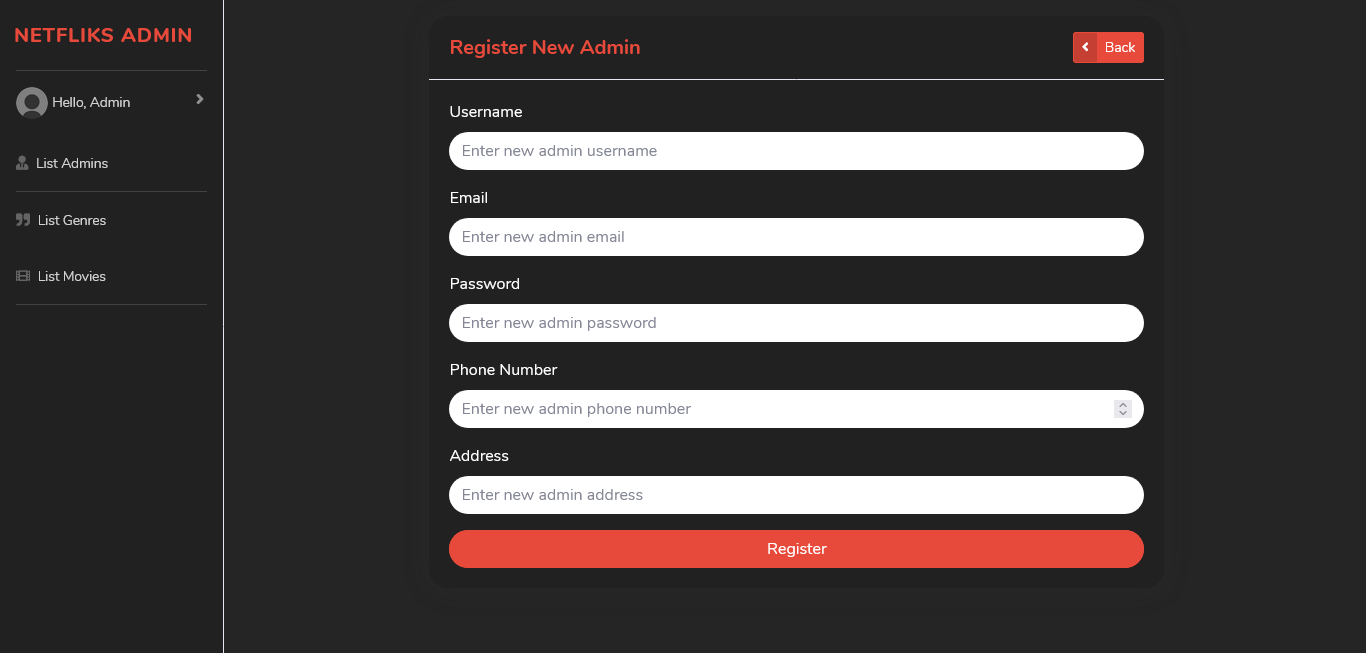 NETFLIKS ADMIN
Hello, Admin
List Admins
List Genres
List Movies
Register New Admin
Back
Username
Enter new admin username
Email
Enter new admin email
Password
Enter new admin password
Phone Number
Enter new admin phone number
Address
Enter new admin address
Register